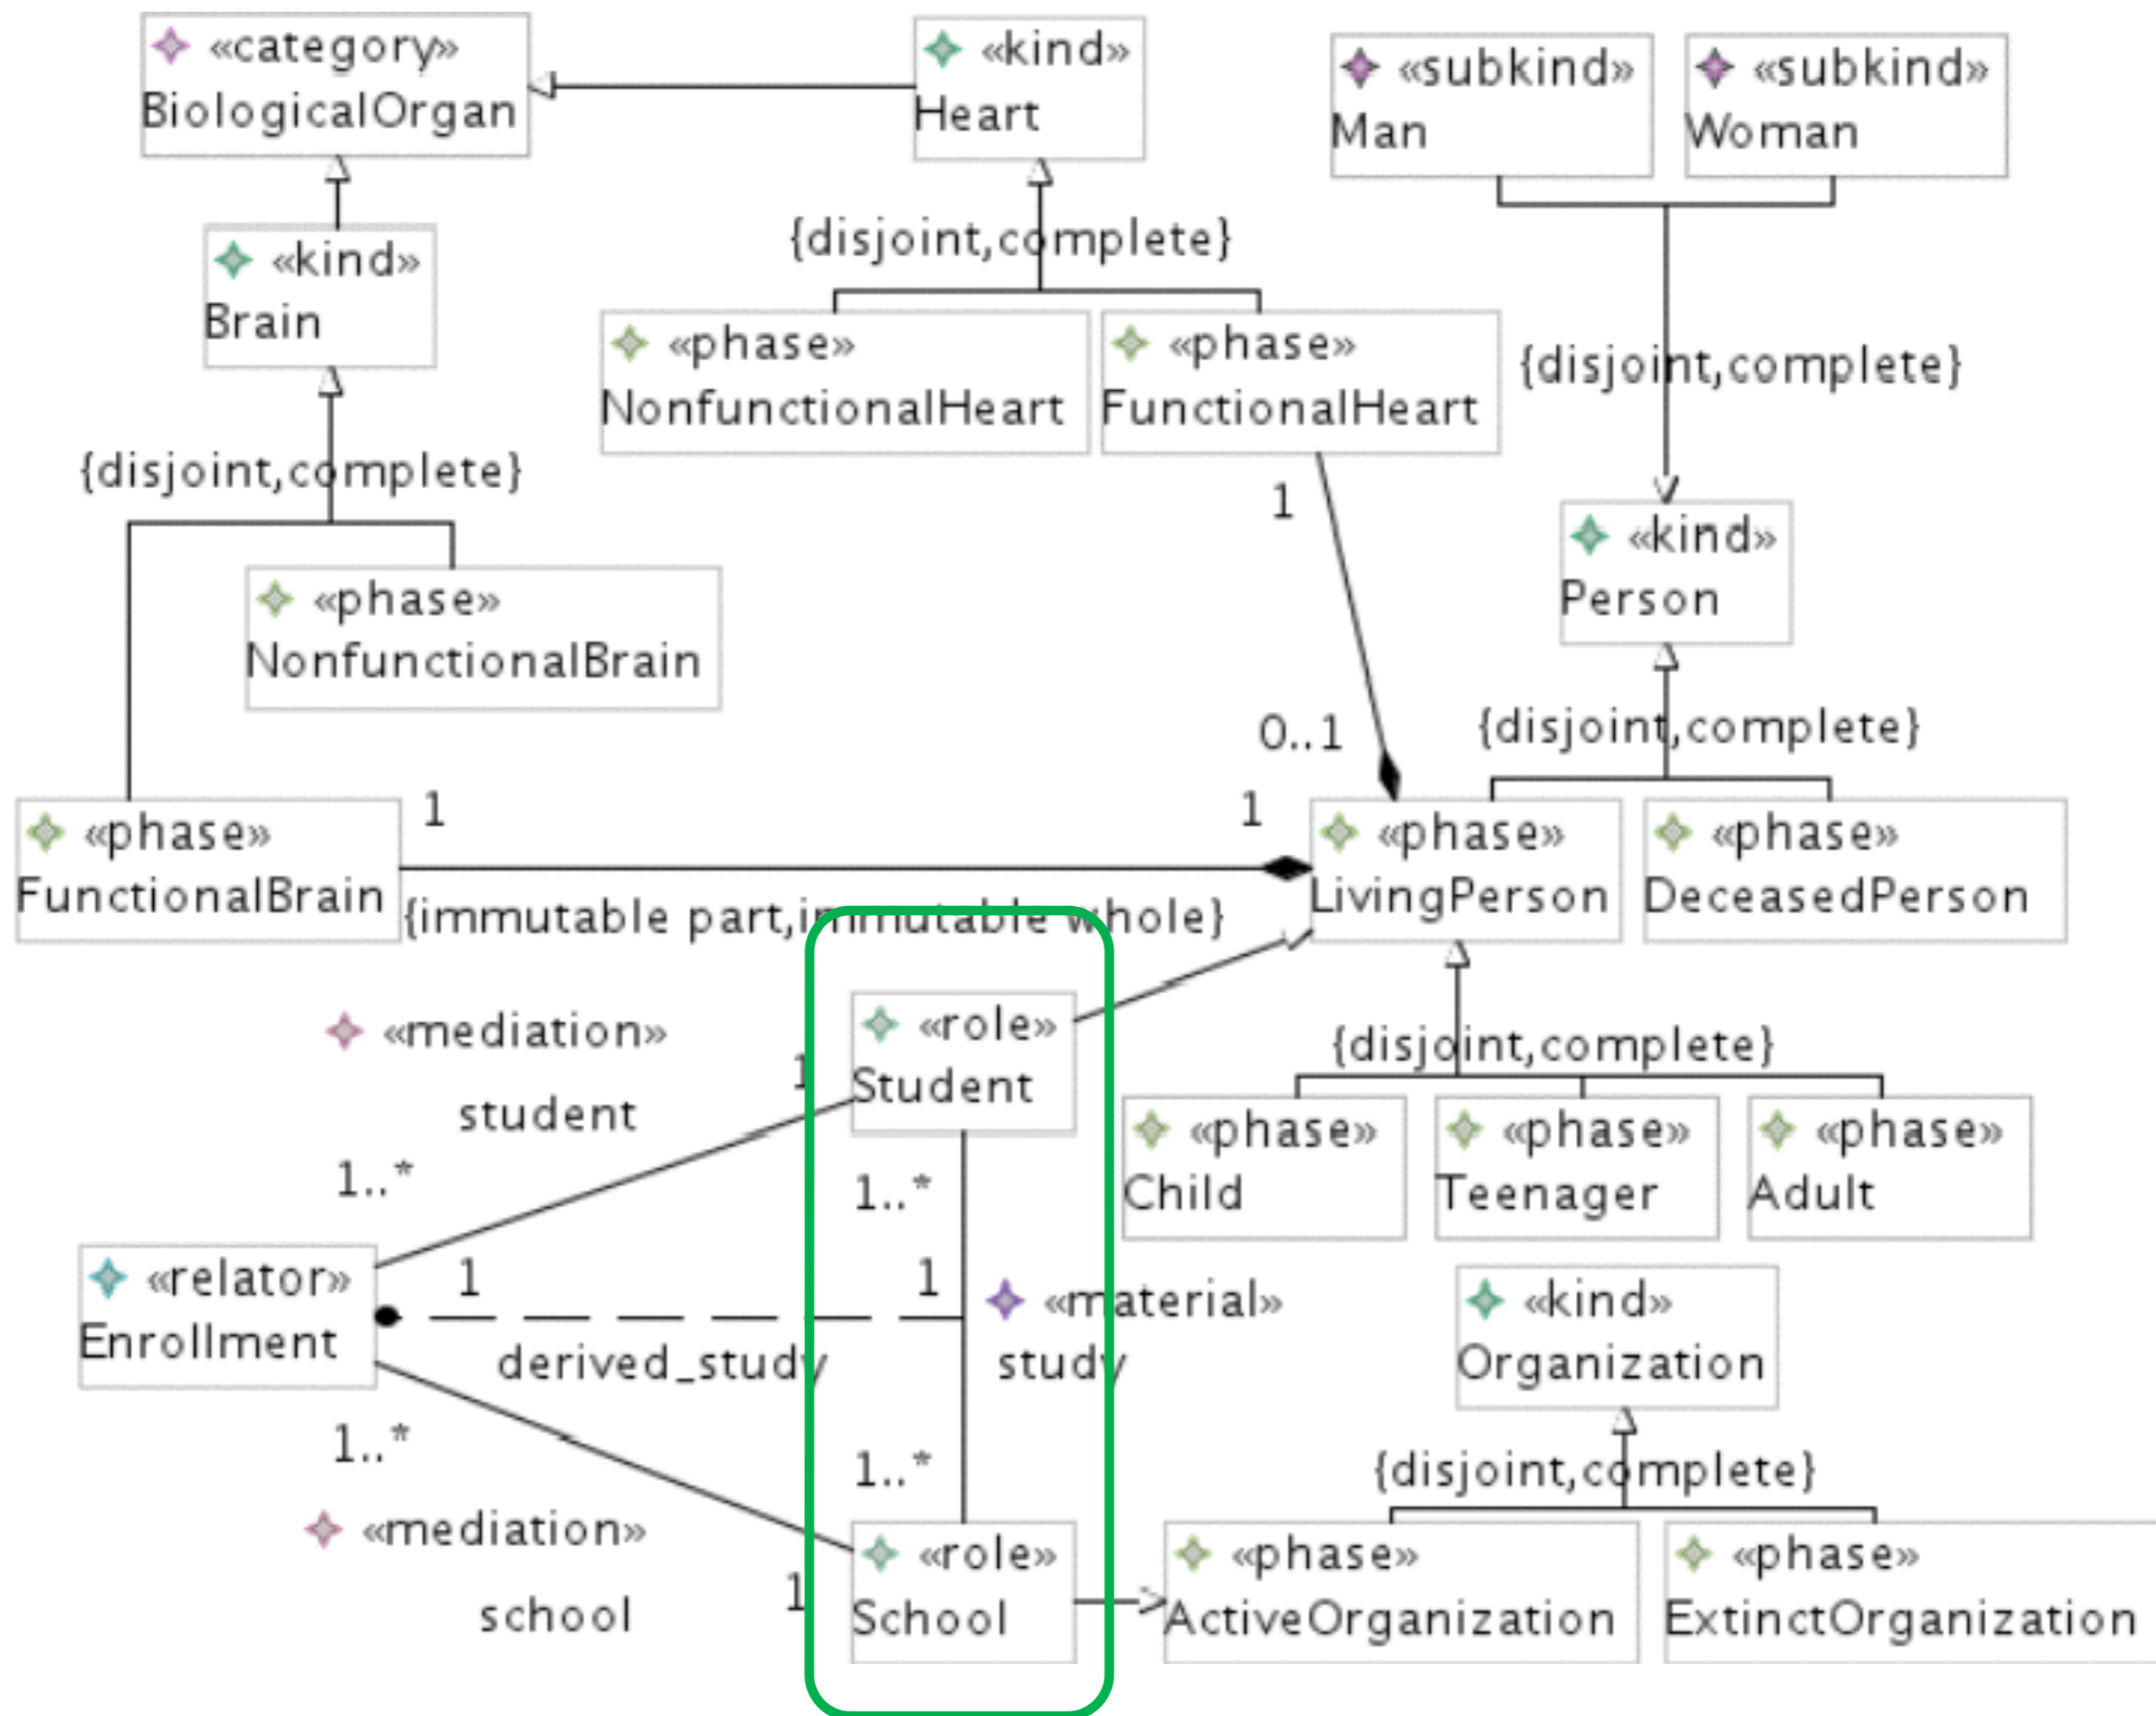 «category»
BiologicalOrgan
«kind»
Heart
«subkind»
Man
«subkind»
Woman
{disjoint,complete}
«kind»
Brain
«phase»
NonfunctionalHeart
«phase»
FunctionalHeart
{disjoint,complete}
1
{disjoint,complete}
«kind»
Person
«phase»
NonfunctionalBrain
0..1
{disjoint,complete}
«phase»
FunctionalBrain
1
1
«phase»
LivingPerson
«phase»
DeceasedPerson
{immutable part,immutable whole}
«mediation»
student
1
1..*
«role»
Student
{disjoint,complete}
«phase»
Child
«phase»
Teenager
«phase»
Adult
1..*
«relator»
Enrollment
1
1
derived_study
«material»
study
«kind»
Organization
1..*
1..*
{disjoint,complete}
«mediation»
school
1
«role»
School
«phase»
ActiveOrganization
«phase»
ExtinctOrganization